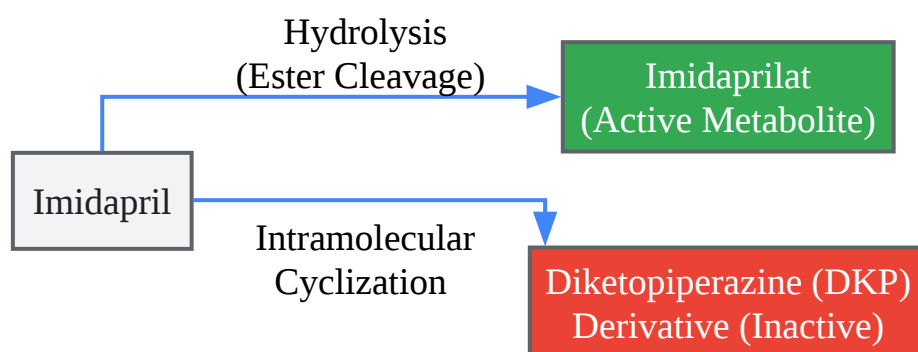 Hydrolysis
(Ester Cleavage)
Imidaprilat
(Active Metabolite)
Imidapril
Intramolecular
Cyclization
Diketopiperazine (DKP)
Derivative (Inactive)